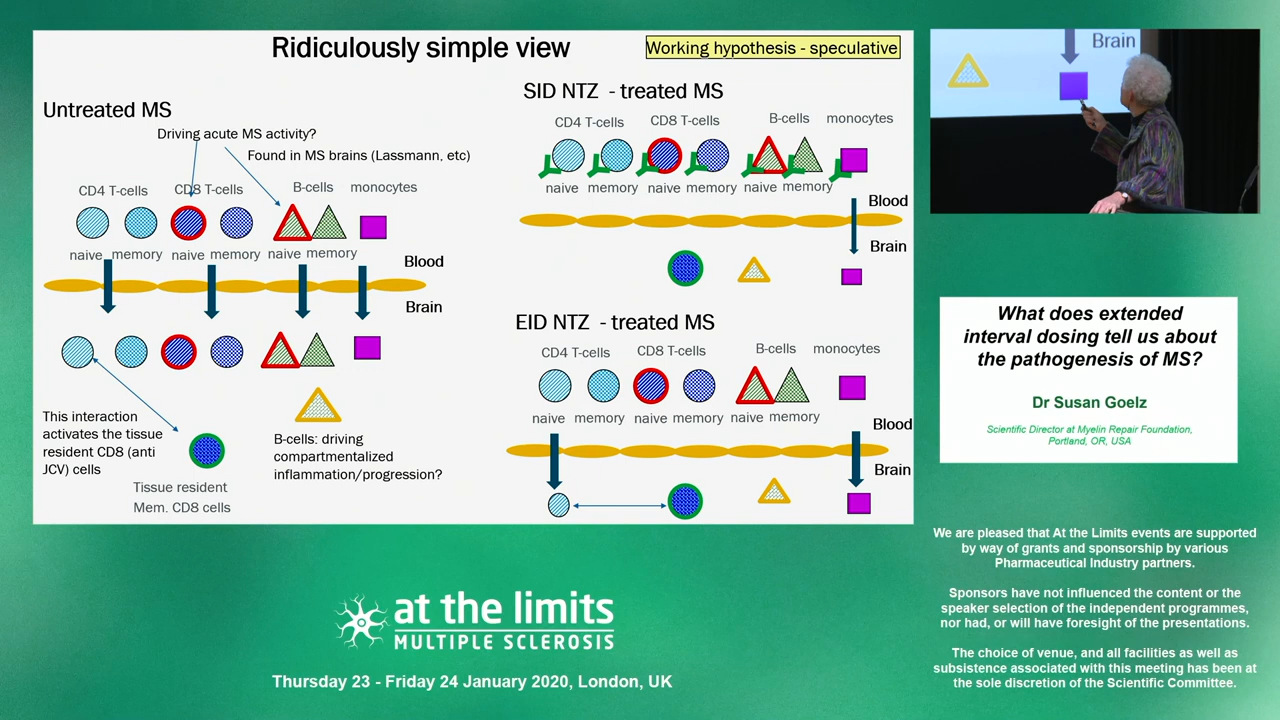 Ridiculously simple view
Working hypothesis - speculative
Untreated MS
Driving acute MS activity?
Found in MS brains (Lassmann, etc)
CD4 T-cells
CD8 T-cells
B-cells
monocytes
naive
memory
naive
memory
naive
memory
Blood
Brain
This interaction
activates the tissue
resident CD8 (anti
JCV) cells
Tissue resident
Mem. CD8 cells
B-cells: driving
compartmentalized
inflammation/progression?
SID NTZ - treated MS
CD4 T-cells
CD8 T-cells
B-cells
monocytes
naive
memory
naive
memory
naive
memory
Blood
Brain
EID NTZ - treated MS
CD4 T-cells
CD8 T-cells
B-cells
monocytes
naive
memory
naive
memory
naive
memory
Blood
Brain
Brain
What does extended
interval dosing tell us about
the pathogenesis of MS?
Dr Susan Goelz
Scientific Director at Myelin Repair Foundation,
Portland, OR, USA
We are pleased that At the Limits events are supported
by way of grants and sponsorship by various
Pharmaceutical Industry partners.
Sponsors have not influenced the content or the
speaker selection of the independent programmes,
nor had, or will have foresight of the presentations.
The choice of venue, and all facilities as well as
subsistence associated with this meeting has been at
the sole discretion of the Scientific Committee.
at the limits
MULTIPLE SCLEROSIS
Thursday 23 - Friday 24 January 2020, London, UK